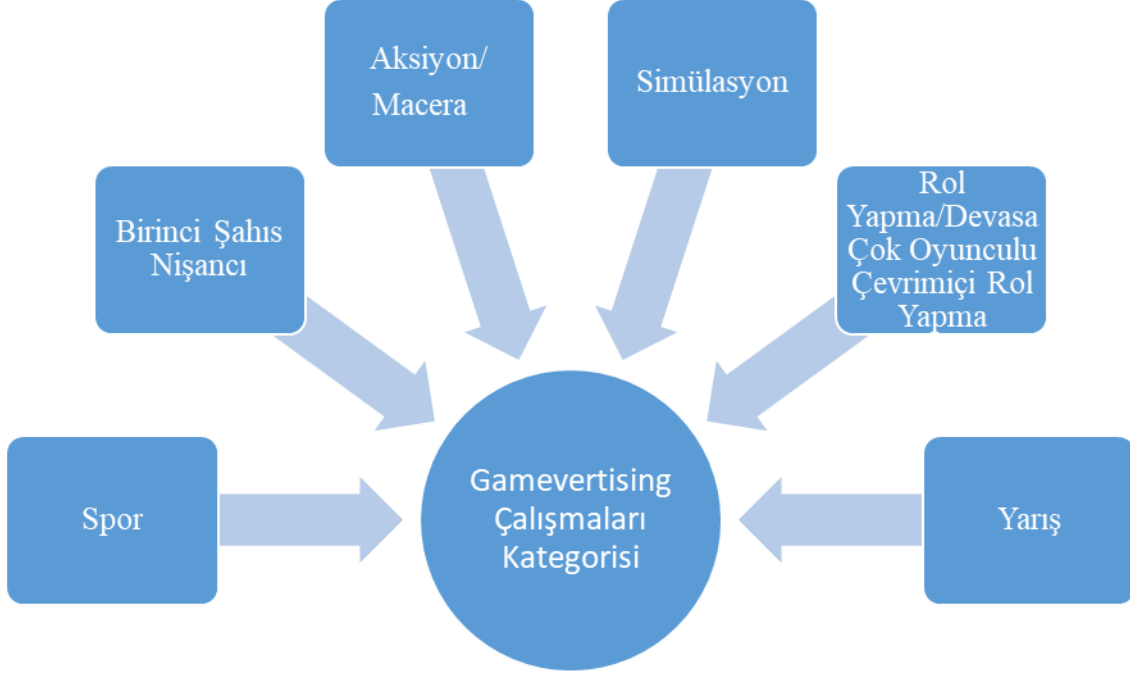 Aksiyon/
Macera
Simülasyon
Birinci Şahıs
Nişancı
Rol
Yapma/Devasa
Çok Oyunculu
Çevrimiçi Rol
Yapma
Spor
Gamevertising
Çalışmaları
Kategorisi
Yarış